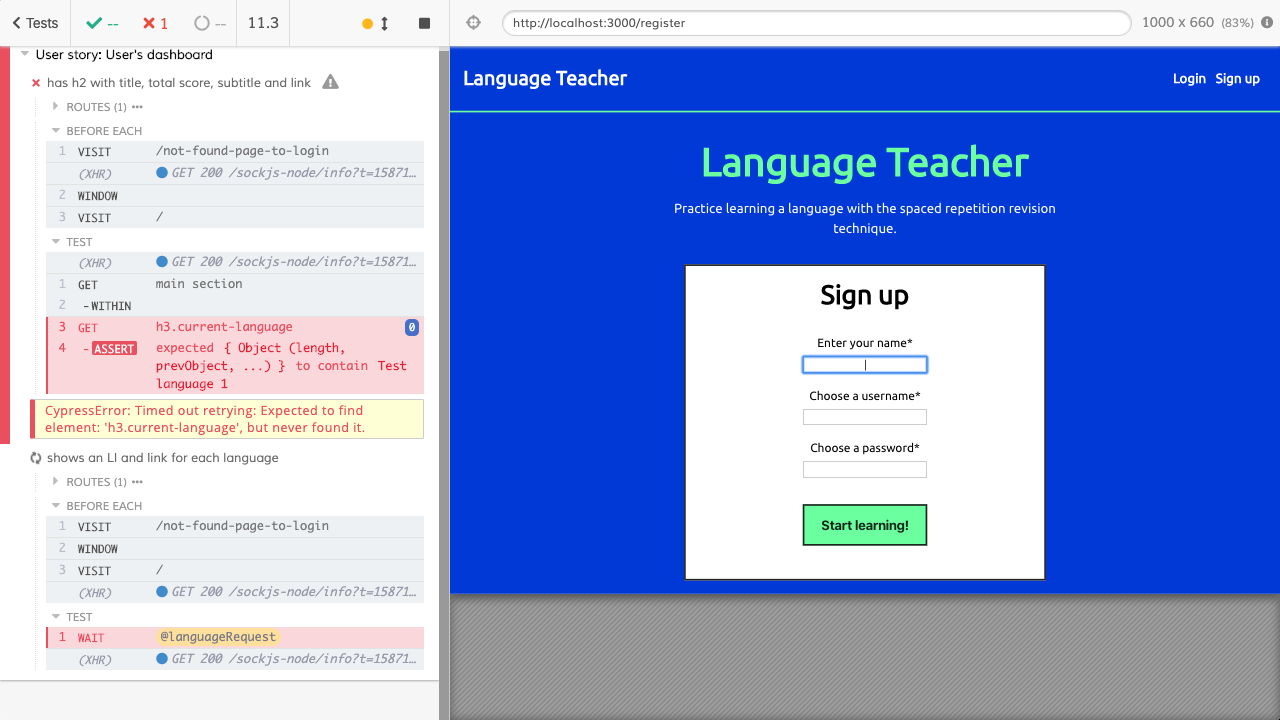 Tests
--
1
--
11.3
http://localhost:3000/register
1000 x 660 (83%)
User story: User's dashboard
has h2 with title, total score, subtitle and link
ROUTES (1)
BEFORE EACH
1 VISIT /not-found-page-to-login
(XHR) GET 200 /sockjs-node/info?t=15871...
2 WINDOW
3 VISIT /
TEST
(XHR) GET 200 /sockjs-node/info?t=15871...
1 GET main section
2 -WITHIN
3 GET h3.current-language 0
4 -ASSERT expected { Object (length,
prevObject, ...) } to contain Test
language 1
CypressError: Timed out retrying: Expected to find
element: 'h3.current-language', but never found it.
shows an LI and link for each language
ROUTES (1)
BEFORE EACH
1 VISIT /not-found-page-to-login
2 WINDOW
3 VISIT /
(XHR) GET 200 /sockjs-node/info?t=15871...
TEST
1 WAIT @languageRequest
(XHR) GET 200 /sockjs-node/info?t=15871...
Language Teacher
Login Sign up
Language Teacher
Practice learning a language with the spaced repetition revision
technique.
Sign up
Enter your name*
Choose a username*
Choose a password*
Start learning!